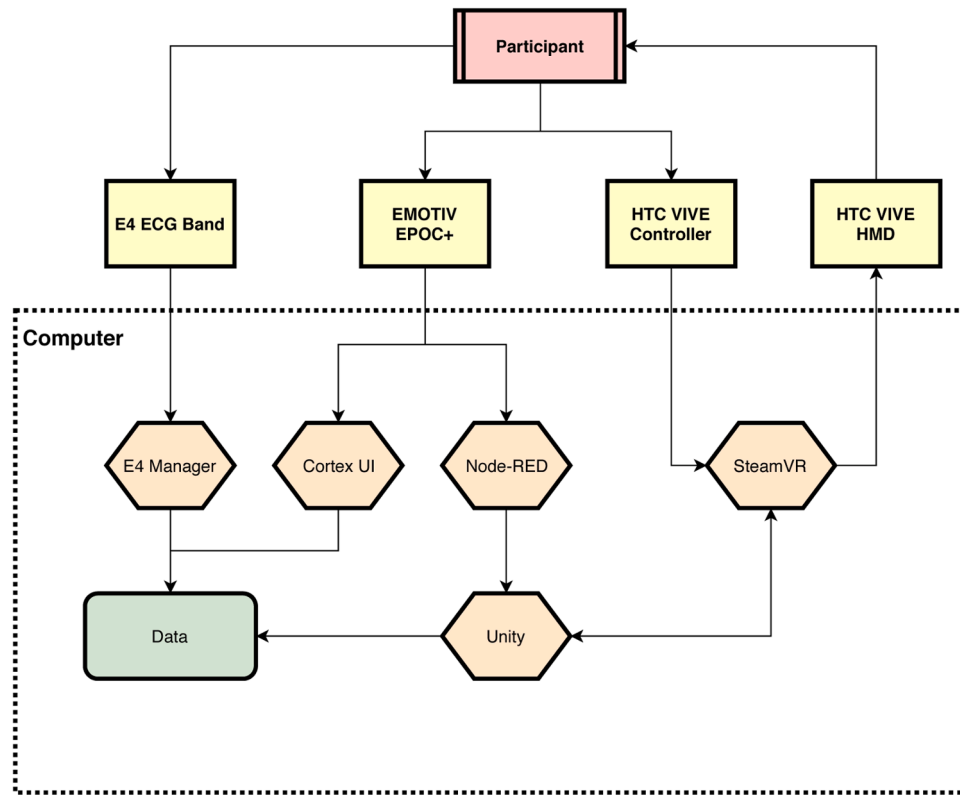 Participant
E4 ECG Band
EMOTIV
EPOC+
HTC VIVE
Controller
HTC VIVE
HMD
Computer
E4 Manager
Cortex UI
Node-RED
SteamVR
Data
Unity